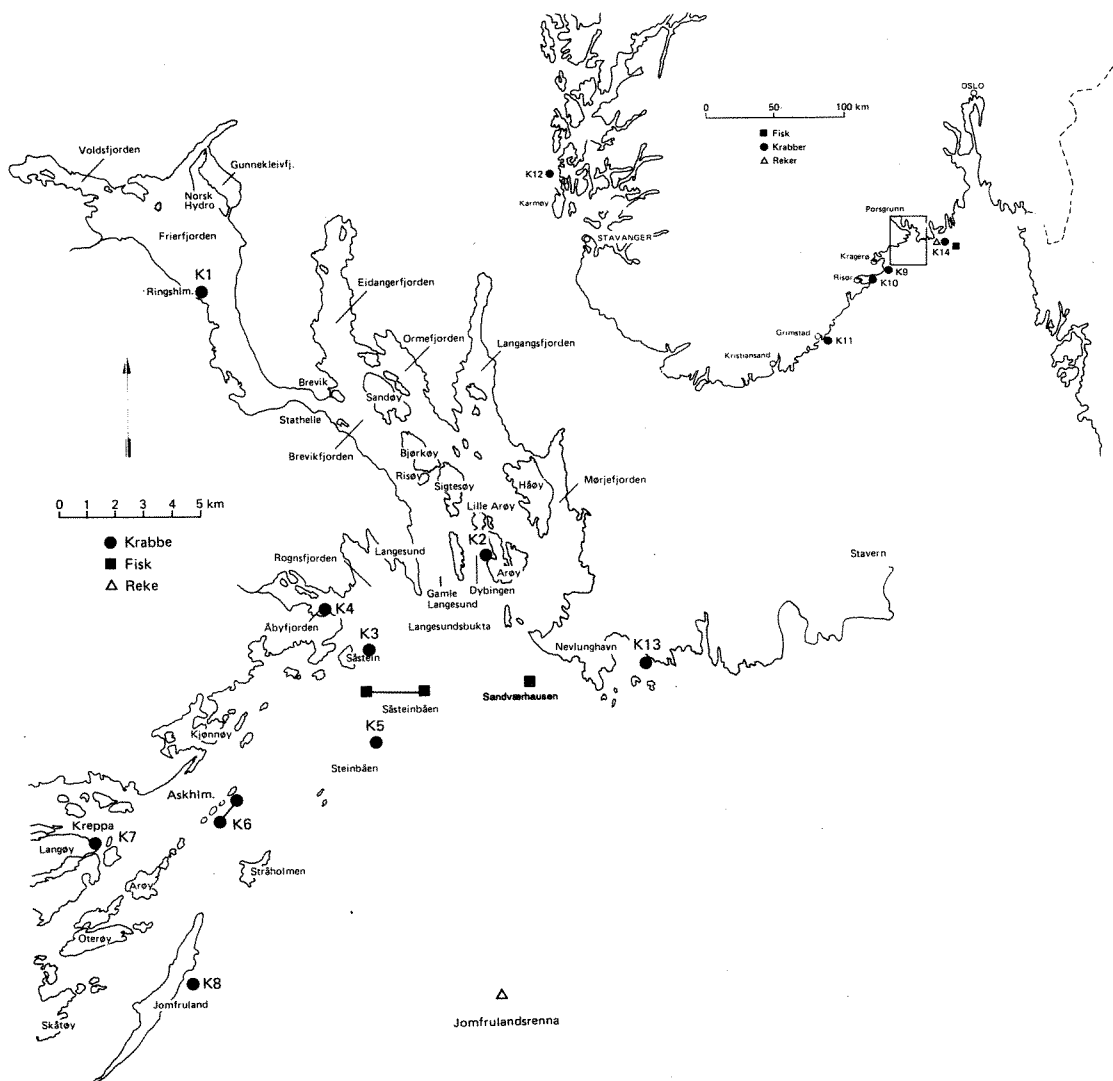 OSLO
0 50 100 km
Fisk
Krabber
Reker
K12
Karmøy
STAVANGER
Porsgrunn
Kragerø
K14
K9
Risør
K10
Grimstad
K11
Kristiansand
Voldsfjorden
Gunnekleivfj.
Norsk
Hydro
Frierfjorden
K1
Ringshlm.
Eidangerfjorden
Ormefjorden
Langangsfjorden
Brevik
Sandøy
Stathelle
Brevikfjorden
Bjørkøy
Risøy
Sigtesøy
Håøy
Mørjefjorden
0 1 2 3 4 5 km
Krabbe
Fisk
Reke
Lille Arøy
K2
Arøy
Dybingen
Rognsfjorden
Langesund
Gamle
Langesund
Langesundsbukta
Stavern
K4
Åbyfjorden
K3
Såstein
Nevlunghavn
K13
Såsteinbåen
Sandværhausen
Kjønnøy
K5
Steinbåen
Askhlm.
K6
Kreppa
K7
Langøy
Stråholmen
Arøy
Oterøy
K8
Jomfruland
Skåtøy
Jomfrulandsrenna